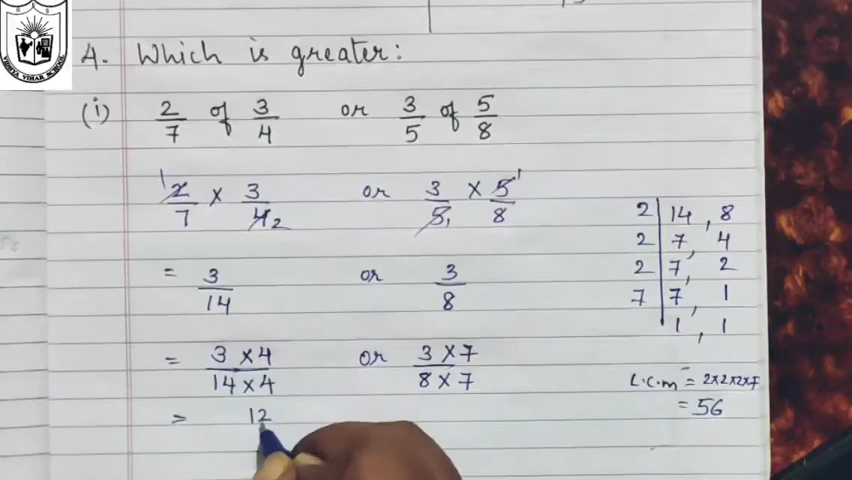 VIDHYA VIHAR SCHOOL
4. Which is greater:
(i) 2/7 of 3/4 or 3/5 of 5/8
2/7 × 3/4 2 or 3/5 1 × 5/8 1
= 3/14 or 3/8
= 3 × 4/14 × 4 or 3 × 7/8 × 7
= 12
2 | 14, 8
2 | 7, 4
2 | 7, 2
7 | 7, 1
1, 1
L.C.M = 2×2×2×7
= 56